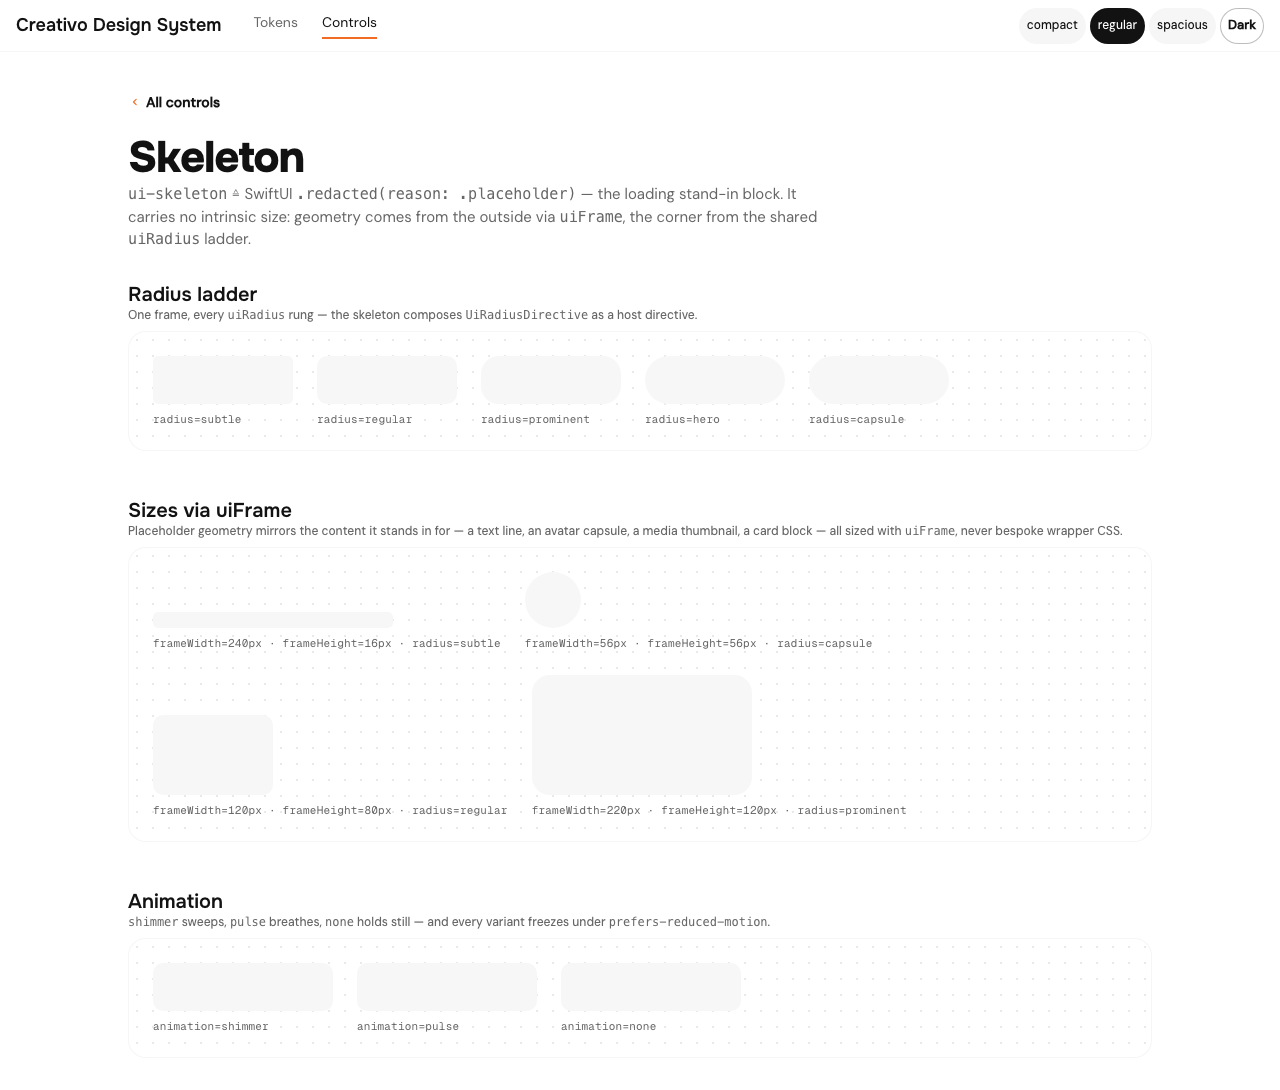 Creativo Design System
Tokens
Controls
compact
regular
spacious
Dark
‹ All controls
Skeleton
ui-skeleton ≙ SwiftUI .redacted(reason: .placeholder) — the loading stand-in block. It
carries no intrinsic size: geometry comes from the outside via uiFrame, the corner from the shared
uiRadius ladder.
Radius ladder
One frame, every uiRadius rung — the skeleton composes UiRadiusDirective as a host directive.
radius=subtle
radius=regular
radius=prominent
radius=hero
radius=capsule
Sizes via uiFrame
Placeholder geometry mirrors the content it stands in for — a text line, an avatar capsule, a media thumbnail, a card block — all sized with uiFrame, never bespoke wrapper CSS.
frameWidth=240px · frameHeight=16px · radius=subtle
frameWidth=56px · frameHeight=56px · radius=capsule
frameWidth=120px · frameHeight=80px · radius=regular
frameWidth=220px · frameHeight=120px · radius=prominent
Animation
shimmer sweeps, pulse breathes, none holds still — and every variant freezes under prefers-reduced-motion.
animation=shimmer
animation=pulse
animation=none